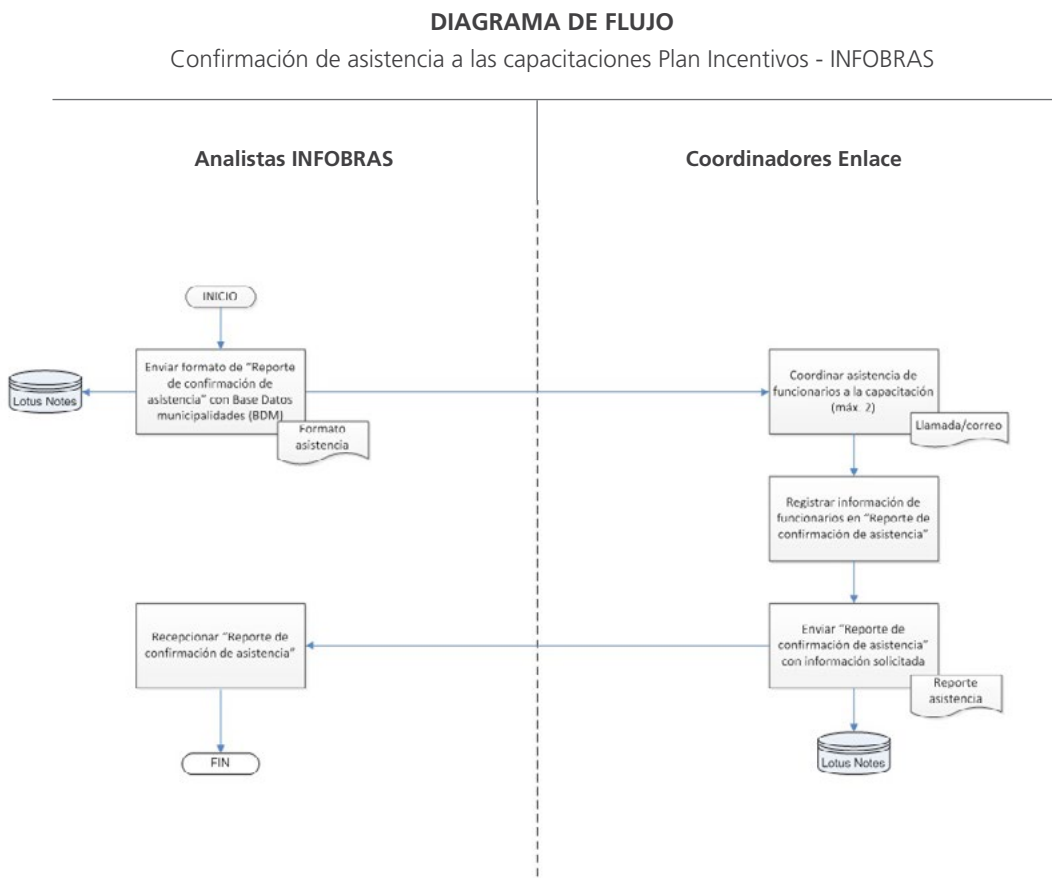 DIAGRAMA DE FLUJO
Confirmación de asistencia a las capacitaciones Plan Incentivos - INFOBRAS
Analistas INFOBRAS
Coordinadores Enlace
INICIO
Enviar formato de "Reporte
de confirmación de
asistencia" con Base Datos
municipalidades (BDM)
Lotus Notes
Formato
asistencia
Coordinar asistencia de
funcionarios a la capacitación
(máx. 2)
Llamada/correo
Registrar información de
funcionarios en "Reporte de
confirmación de asistencia"
Enviar "Reporte de
confirmación de asistencia"
con información solicitada
Reporte
asistencia
Lotus Notes
Recepcionar "Reporte de
confirmación de asistencia"
FIN